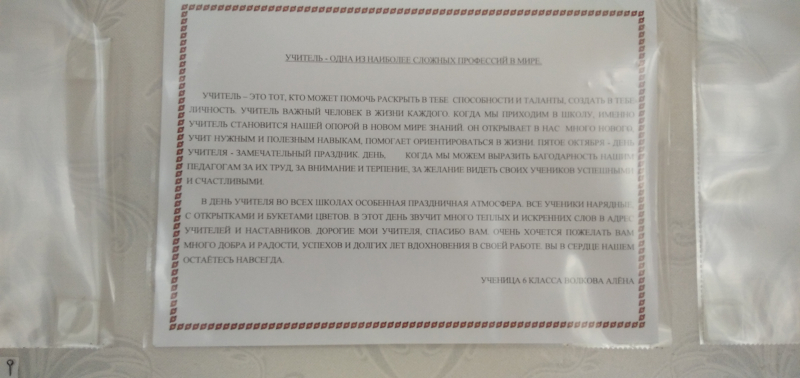 УЧИТЕЛЬ - ОДНА ИЗ НАИБОЛЕЕ СЛОЖНЫХ ПРОФЕССИЙ В МИРЕ.
УЧИТЕЛЬ – ЭТО ТОТ, КТО МОЖЕТ ПОМОЧЬ РАСКРЫТЬ В ТЕБЕ СПОСОБНОСТИ И ТАЛАНТЫ, СОЗДАТЬ В ТЕБЕ
ЛИЧНОСТЬ. УЧИТЕЛЬ ВАЖНЫЙ ЧЕЛОВЕК В ЖИЗНИ КАЖДОГО. КОГДА МЫ ПРИХОДИМ В ШКОЛУ, ИМЕННО
УЧИТЕЛЬ СТАНОВИТСЯ НАШЕЙ ОПОРОЙ В НОВОМ МИРЕ ЗНАНИЙ. ОН ОТКРЫВАЕТ В НАС МНОГО НОВОГО,
УЧИТ НУЖНЫМ И ПОЛЕЗНЫМ НАВЫКАМ, ПОМОГАЕТ ОРИЕНТИРОВАТЬСЯ В ЖИЗНИ. ПЯТОЕ ОКТЯБРЯ - ДЕНЬ
УЧИТЕЛЯ - ЗАМЕЧАТЕЛЬНЫЙ ПРАЗДНИК. ДЕНЬ, КОГДА МЫ МОЖЕМ ВЫРАЗИТЬ БАГОДАРНОСТЬ НАШИМ
ПЕДАГОГАМ ЗА ИХ ТРУД, ЗА ВНИМАНИЕ И ТЕРПЕНИЕ, ЗА ЖЕЛАНИЕ ВИДЕТЬ СВОИХ УЧЕНИКОВ УСПЕШНЫМИ
И СЧАСТЛИВЫМИ.
В ДЕНЬ УЧИТЕЛЯ ВО ВСЕХ ШКОЛАХ ОСОБЕННАЯ ПРАЗДНИЧНАЯ АТМОСФЕРА. ВСЕ УЧЕНИКИ НАРЯДНЫЕ,
С ОТКРЫТКАМИ И БУКЕТАМИ ЦВЕТОВ. В ЭТОТ ДЕНЬ ЗВУЧИТ МНОГО ТЕПЛЫХ И ИСКРЕННИХ СЛОВ В АДРЕС
УЧИТЕЛЕЙ И НАСТАВНИКОВ. ДОРОГИЕ МОИ УЧИТЕЛЯ, СПАСИБО ВАМ. ОЧЕНЬ ХОЧЕТСЯ ПОЖЕЛАТЬ ВАМ
МНОГО ДОБРА И РАДОСТИ, УСПЕХОВ И ДОЛГИХ ЛЕТ ВДОХНОВЕНИЯ В СВОЕЙ РАБОТЕ. ВЫ В СЕРДЦЕ НАШЕМ
ОСТАЁТЕСЬ НАВСЕГДА.
УЧЕНИЦА 6 КЛАССА ВОЛКОВА АЛЁНА